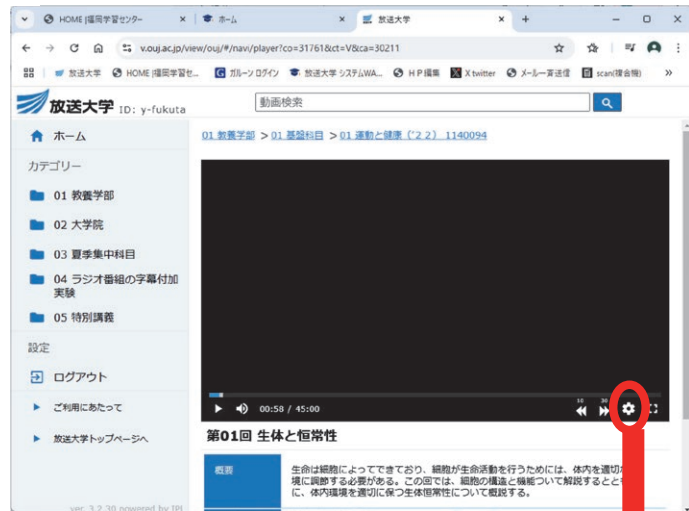 HOME |福岡学習センター
ホーム
放送大学
v.ouj.ac.jp/view/ouj/#/navi/player?co=31761&ct=V&ca=30211
放送大学
HOME |福岡学習セ...
ガルーン ログイン
放送大学 システムWA...
H P 編集
X twitter
メール一斉送信
scan(複合機)
放送大学 ID: y-fukuta
動画検索
ホーム
01 教養学部 > 01 基盤科目 > 01 運動と健康（'２２） 1140094
カテゴリー
01 教養学部
02 大学院
03 夏季集中科目
04 ラジオ番組の字幕付加
実験
05 特別講義
設定
ログアウト
ご利用にあたって
放送大学トップページへ
00:58 / 45:00
10
30
第01回 生体と恒常性
概要
生命は細胞によってできており、細胞が生命活動を行うためには、体内を適切な
境に調節する必要がある。この回では、細胞の構造と機能ついて解説するとと
に、体内環境を適切に保つ生体恒常性について概説する。
ver. 3.2.30 powered by IPL